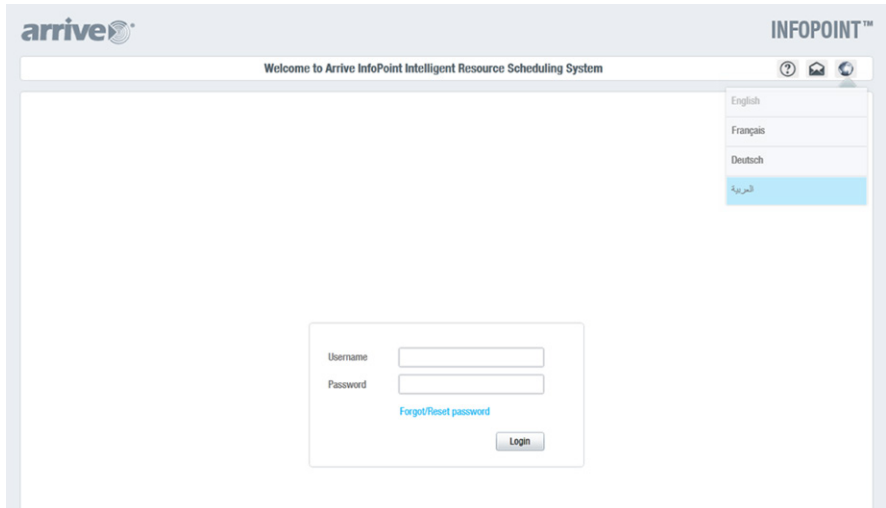 arrive
INFOPOINT™
Welcome to Arrive InfoPoint Intelligent Resource Scheduling System
English
Français
Deutsch
العربية
Username
Password
Forgot/Reset password
Login